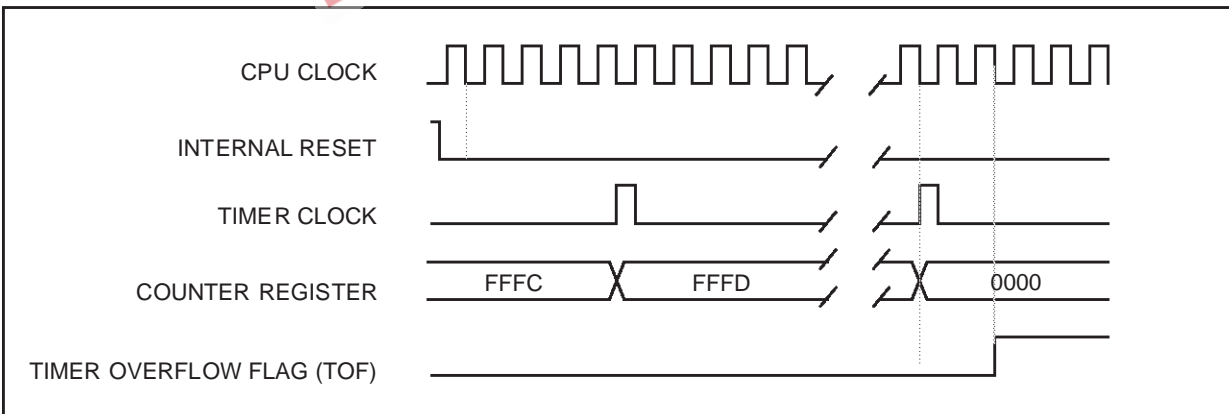 CPU CLOCK
INTERNAL RESET
TIMER CLOCK
COUNTER REGISTER
FFFC
FFFD
0000
TIMER OVERFLOW FLAG (TOF)